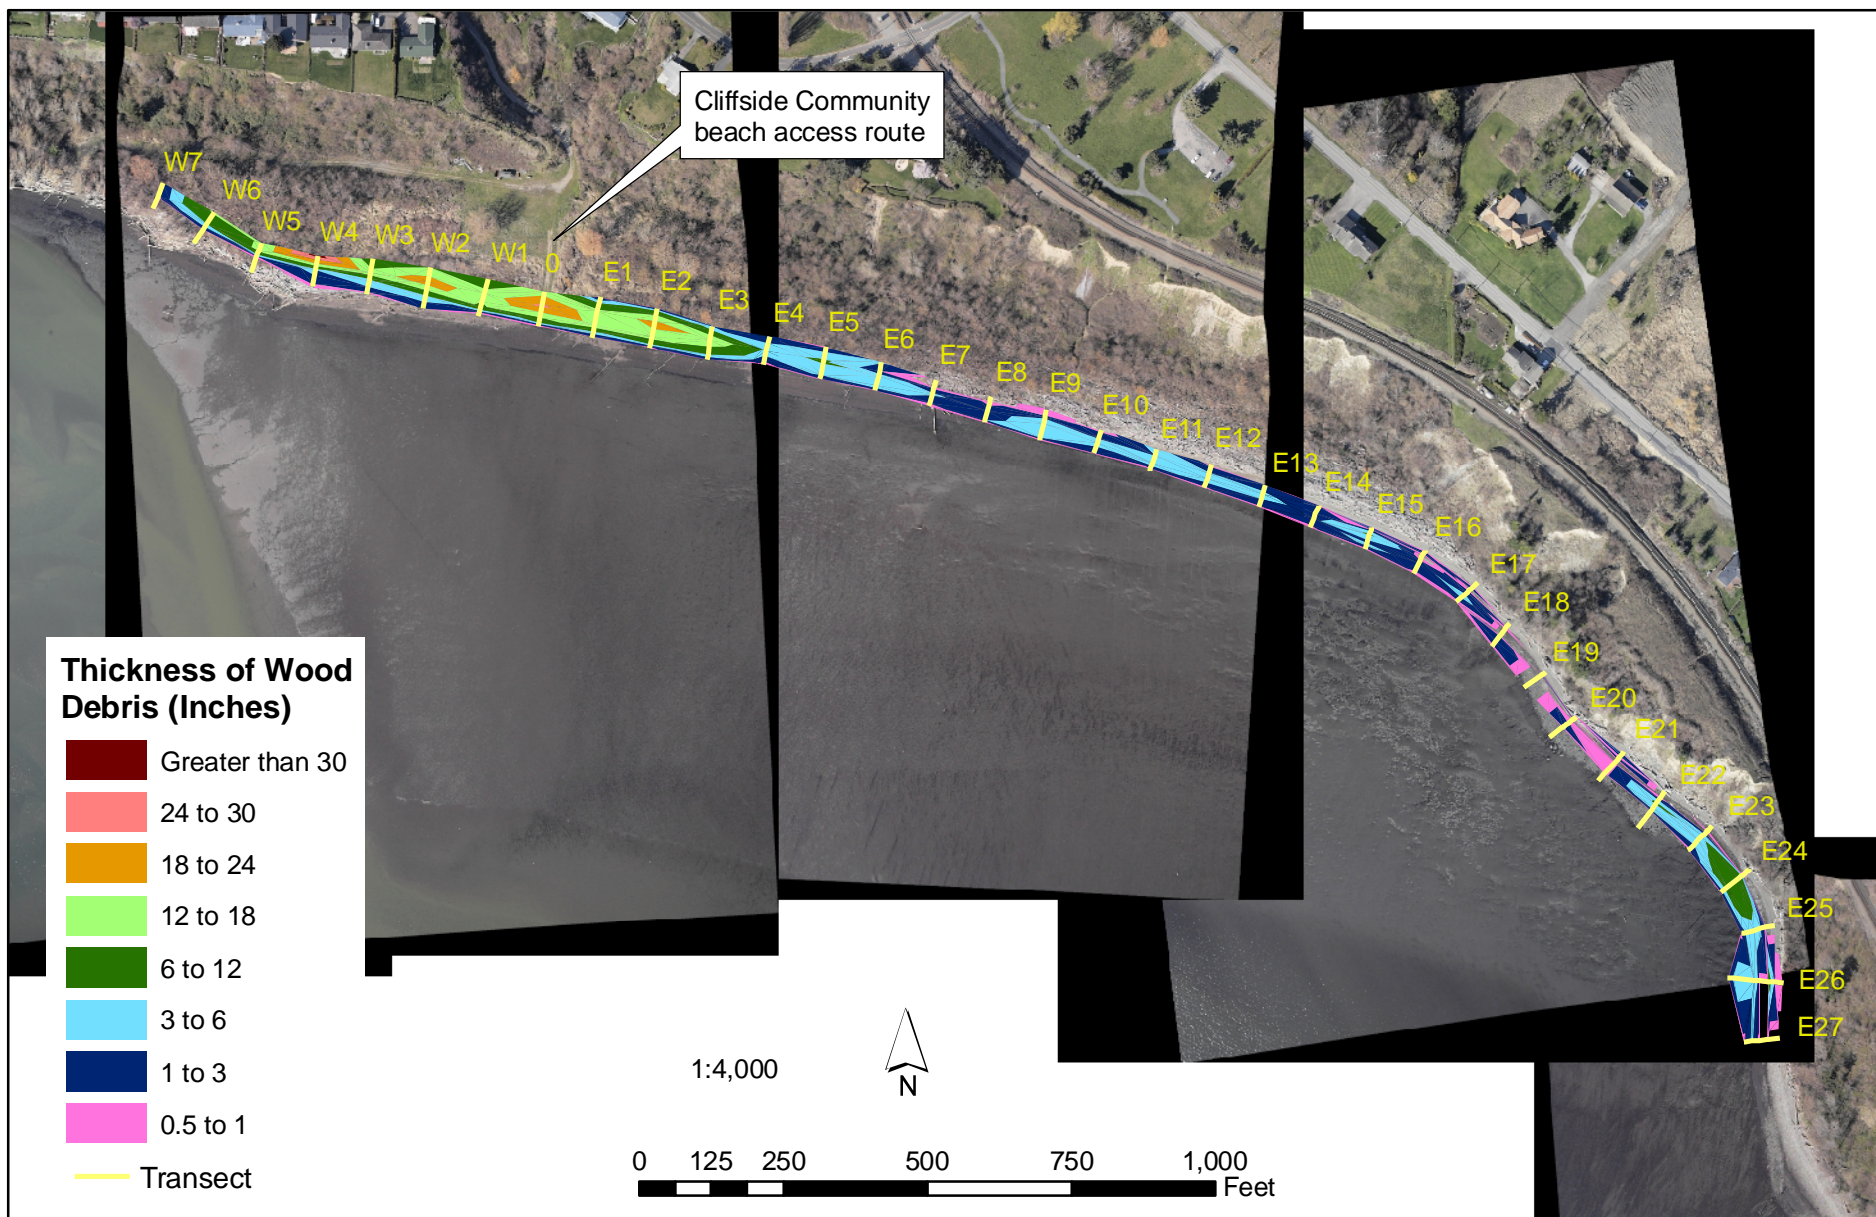 Cliffside Community
beach access route
W7
W6
W5
W4
W3
W2
W1
0
E1
E2
E3
E4
E5
E6
E7
E8
E9
E10
E11
E12
E13
E14
E15
E16
E17
E18
E19
E20
E21
E22
E23
E24
E25
E26
E27
Thickness of Wood
Debris (Inches)
Greater than 30
24 to 30
18 to 24
12 to 18
6 to 12
3 to 6
1 to 3
0.5 to 1
Transect
1:4,000
N
0 125 250 500 750 1,000
Feet